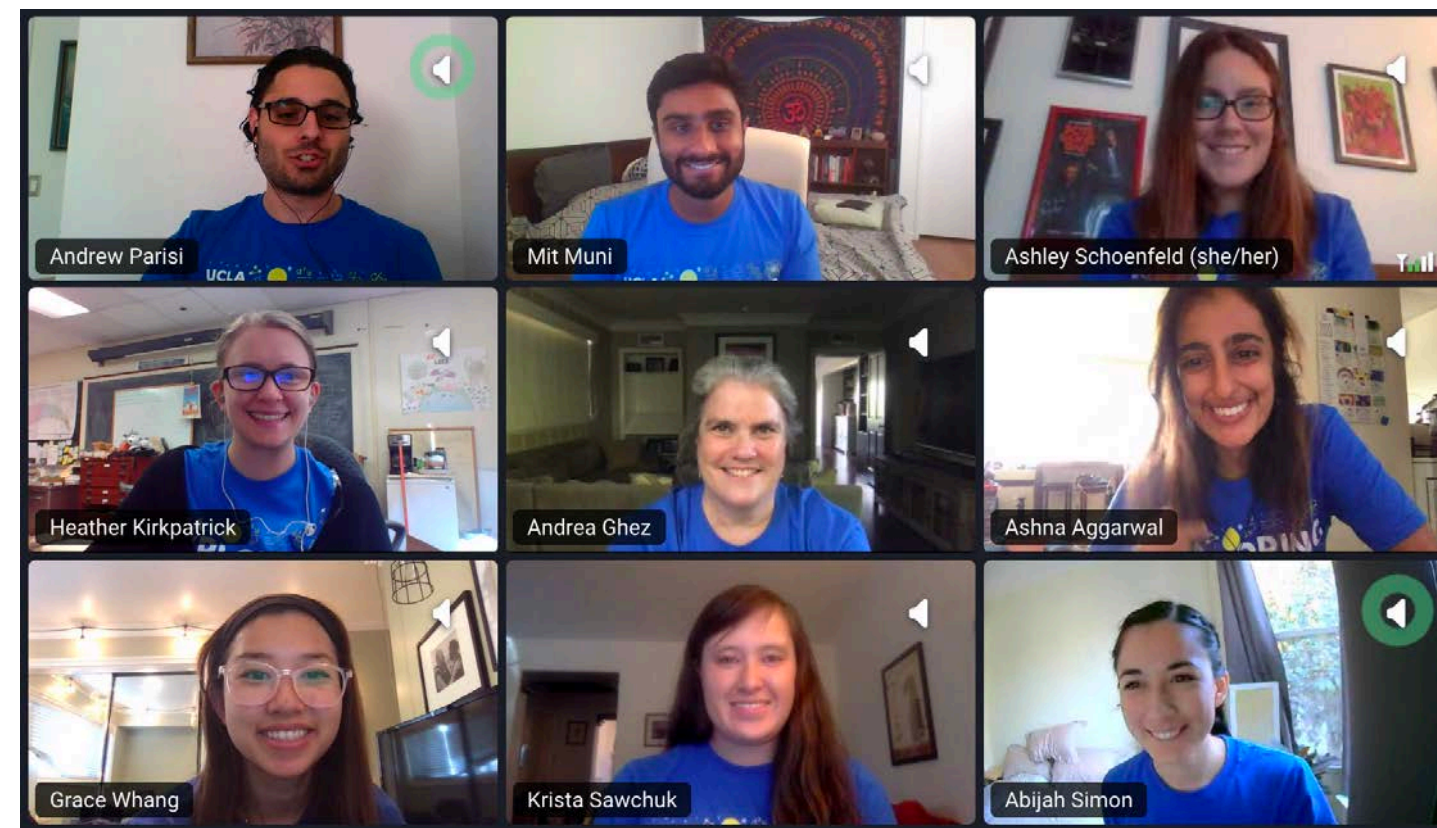 Andrew Parisi
UCLA
Mit Muni
Ashley Schoenfeld (she/her)
Heather Kirkpatrick
Andrea Ghez
Ashna Aggarwal
Grace Whang
Krista Sawchuk
Abijah Simon